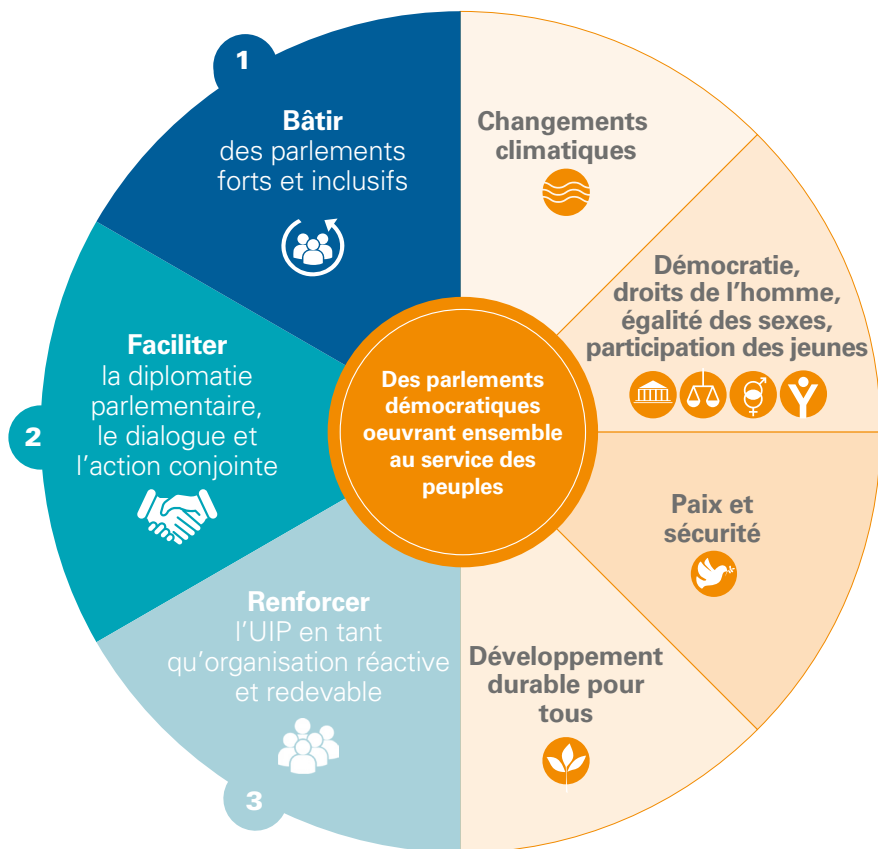 1
Bâtir
des parlements
forts et inclusifs
2
Faciliter
la diplomatie
parlementaire,
le dialogue et
l'action conjointe
3
Renforcer
l'UIP en tant
qu'organisation réactive
et redevable
Des parlements
démocratiques
oeuvrant ensemble
au service des
peuples
Changements
climatiques
Démocratie,
droits de l'homme,
égalité des sexes,
participation des jeunes
Paix et
sécurité
Développement
durable pour
tous